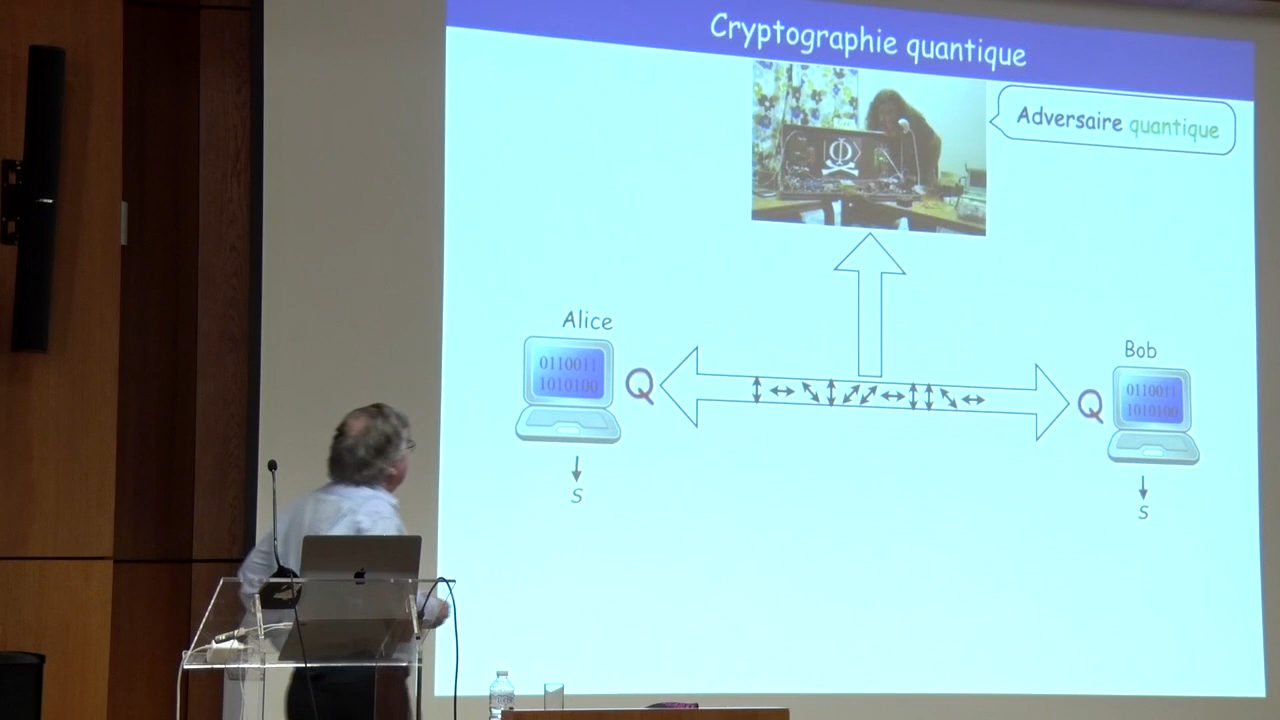 Cryptographie quantique
Adversaire quantique
Alice
Bob
0110011
1010100
Q
Q
0110011
1010100
S
S